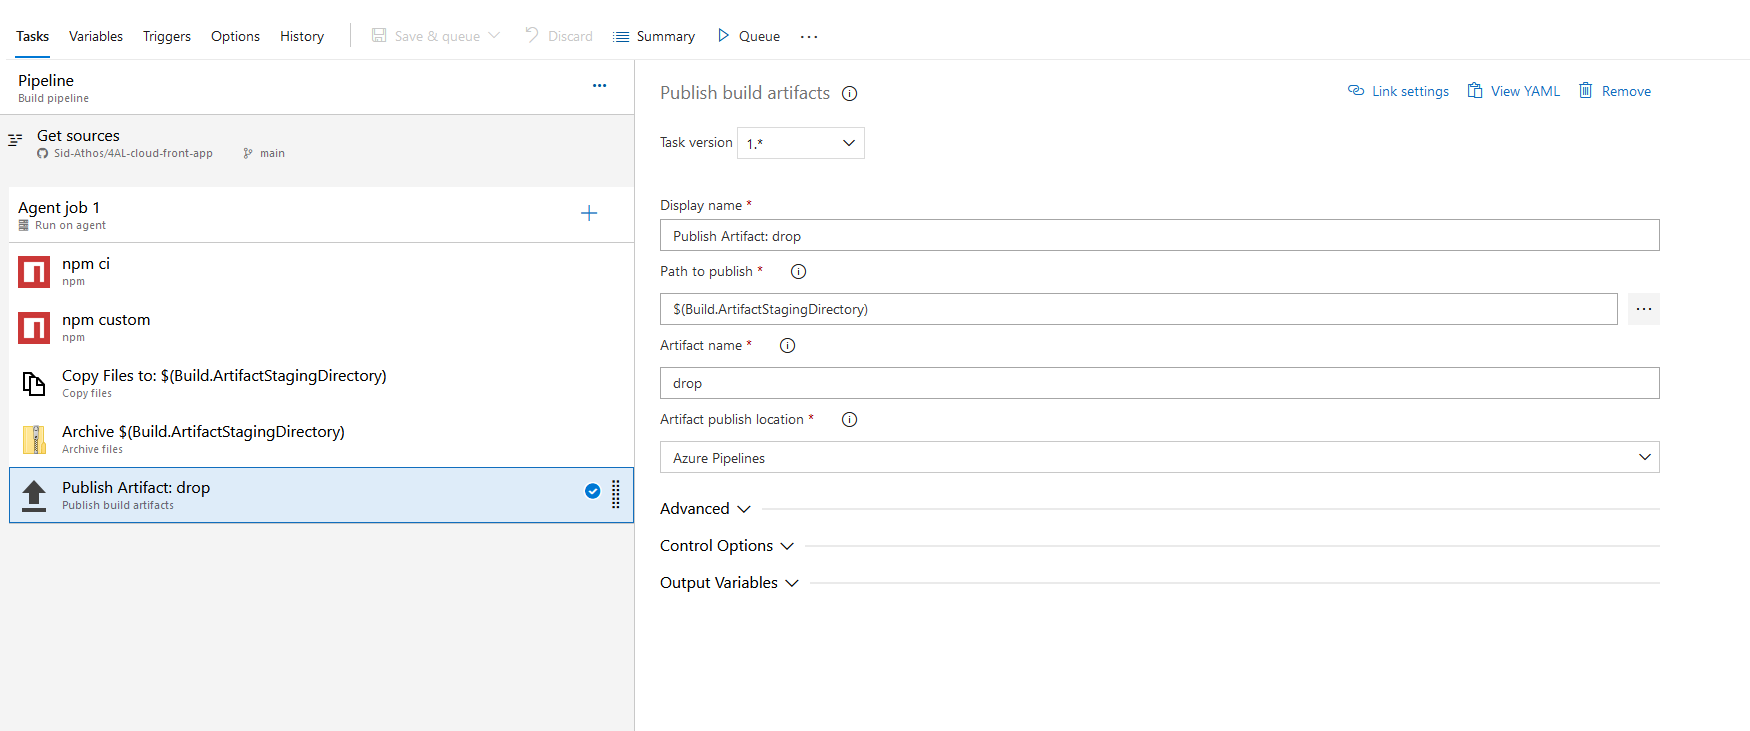 Tasks Variables Triggers Options History Save & queue Discard Summary Queue ...
Pipeline
Build pipeline
...
Get sources
Sid-Athos/4AL-cloud-front-app main
Agent job 1
Run on agent
npm ci
npm
npm custom
npm
Copy Files to: $(Build.ArtifactStagingDirectory)
Copy files
Archive $(Build.ArtifactStagingDirectory)
Archive files
Publish Artifact: drop
Publish build artifacts
Publish build artifacts
Link settings View YAML Remove
Task version 1.*
Display name *
Publish Artifact: drop
Path to publish *
$(Build.ArtifactStagingDirectory)
...
Artifact name *
drop
Artifact publish location *
Azure Pipelines
Advanced
Control Options
Output Variables